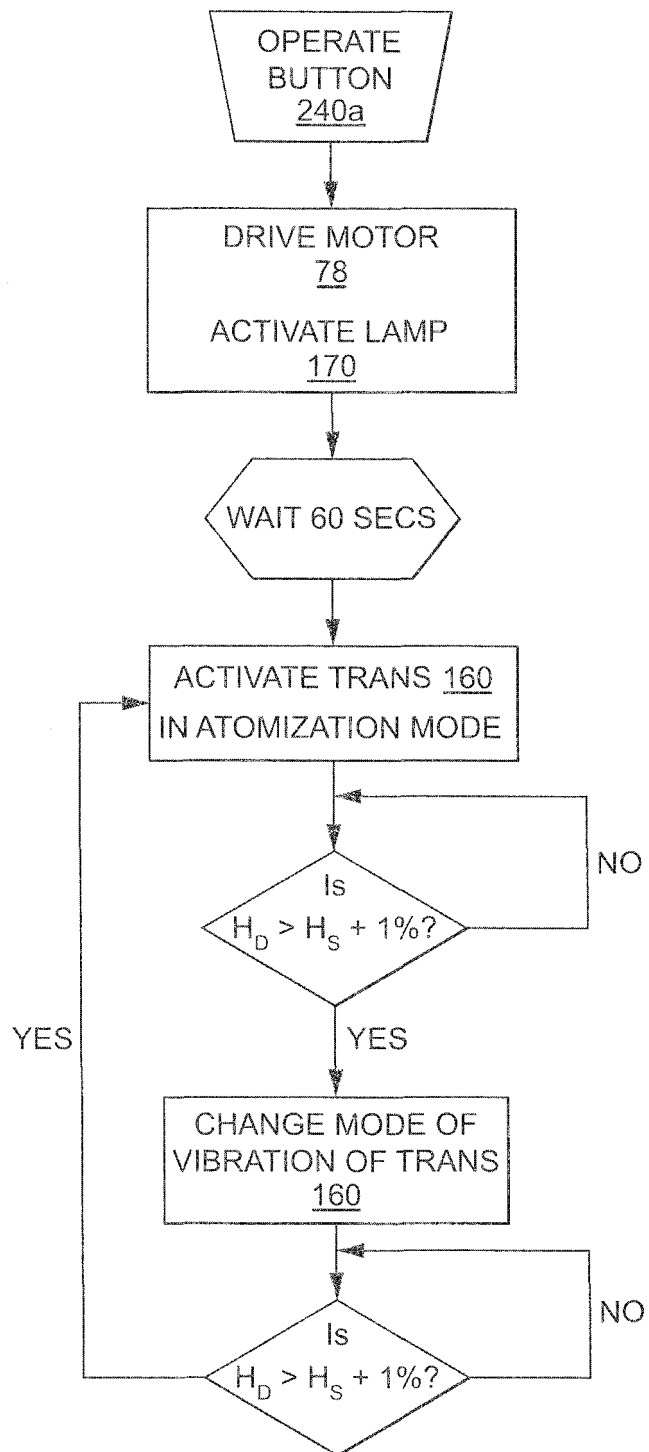 OPERATE
BUTTON
240a
DRIVE MOTOR
78
ACTIVATE LAMP
170
WAIT 60 SECS
ACTIVATE TRANS 160
IN ATOMIZATION MODE
Is
H_D > H_S + 1%?
NO
YES
YES
CHANGE MODE OF
VIBRATION OF TRANS
160
Is
H_D > H_S + 1%?
NO